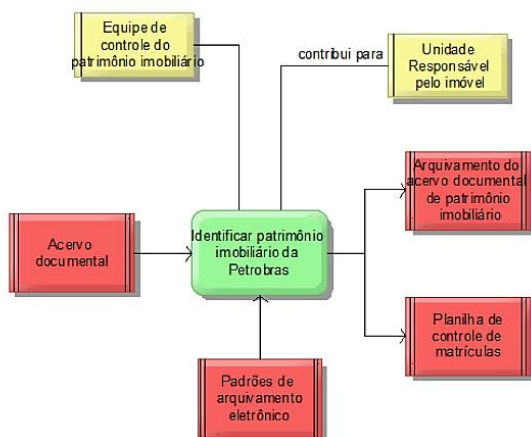 Equipe de
controle do
patrimônio imobiliário
contribui para
Unidade
Responsável
pelo imóvel
Arquivamento do
acervo documental
de patrimônio
imobiliário
Acervo
documental
Identificar patrimônio
imobiliário da
Petrobras
Planilha de
controle de
matrículas
Padrões de
arquivamento
eletrônico